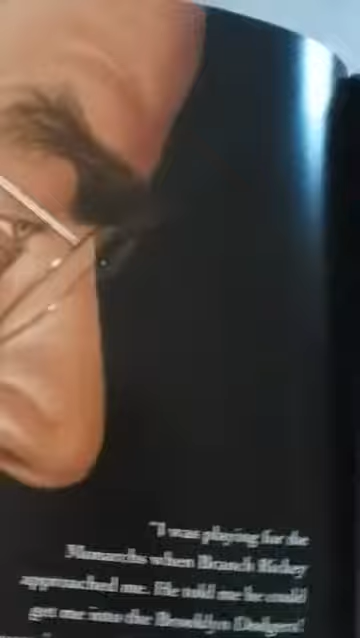 "I was playing for the
Monarchs when Branch Rickey
approached me. He told me he could
get me into the Brooklyn Dodgers!